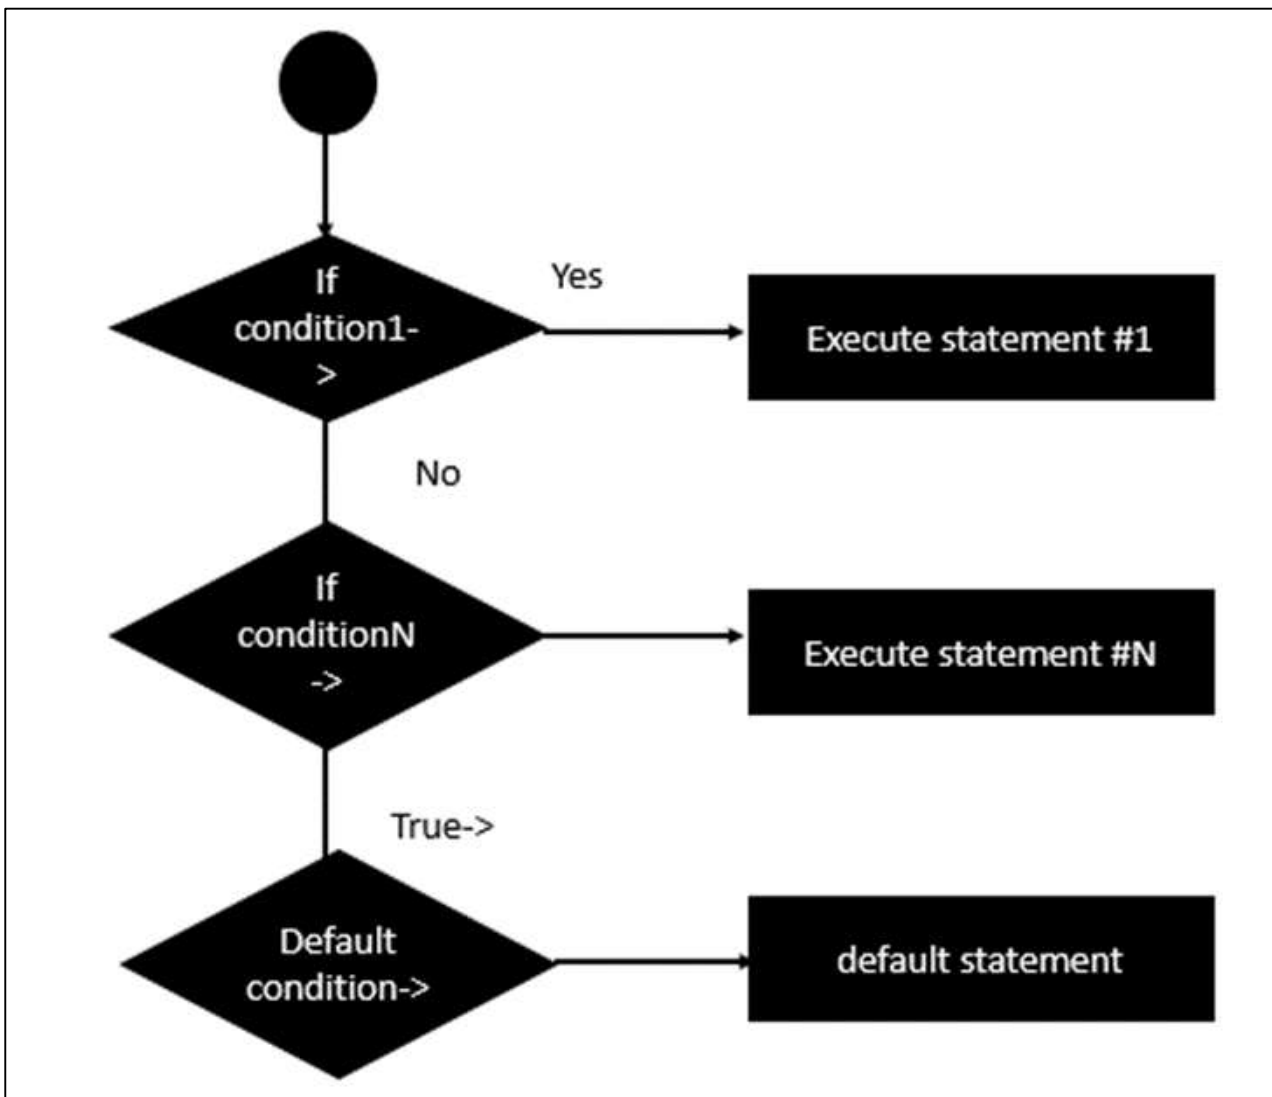 If
condition1-
>
Yes
Execute statement #1
No
If
conditionN
->
Execute statement #N
True->
Default
condition->
default statement